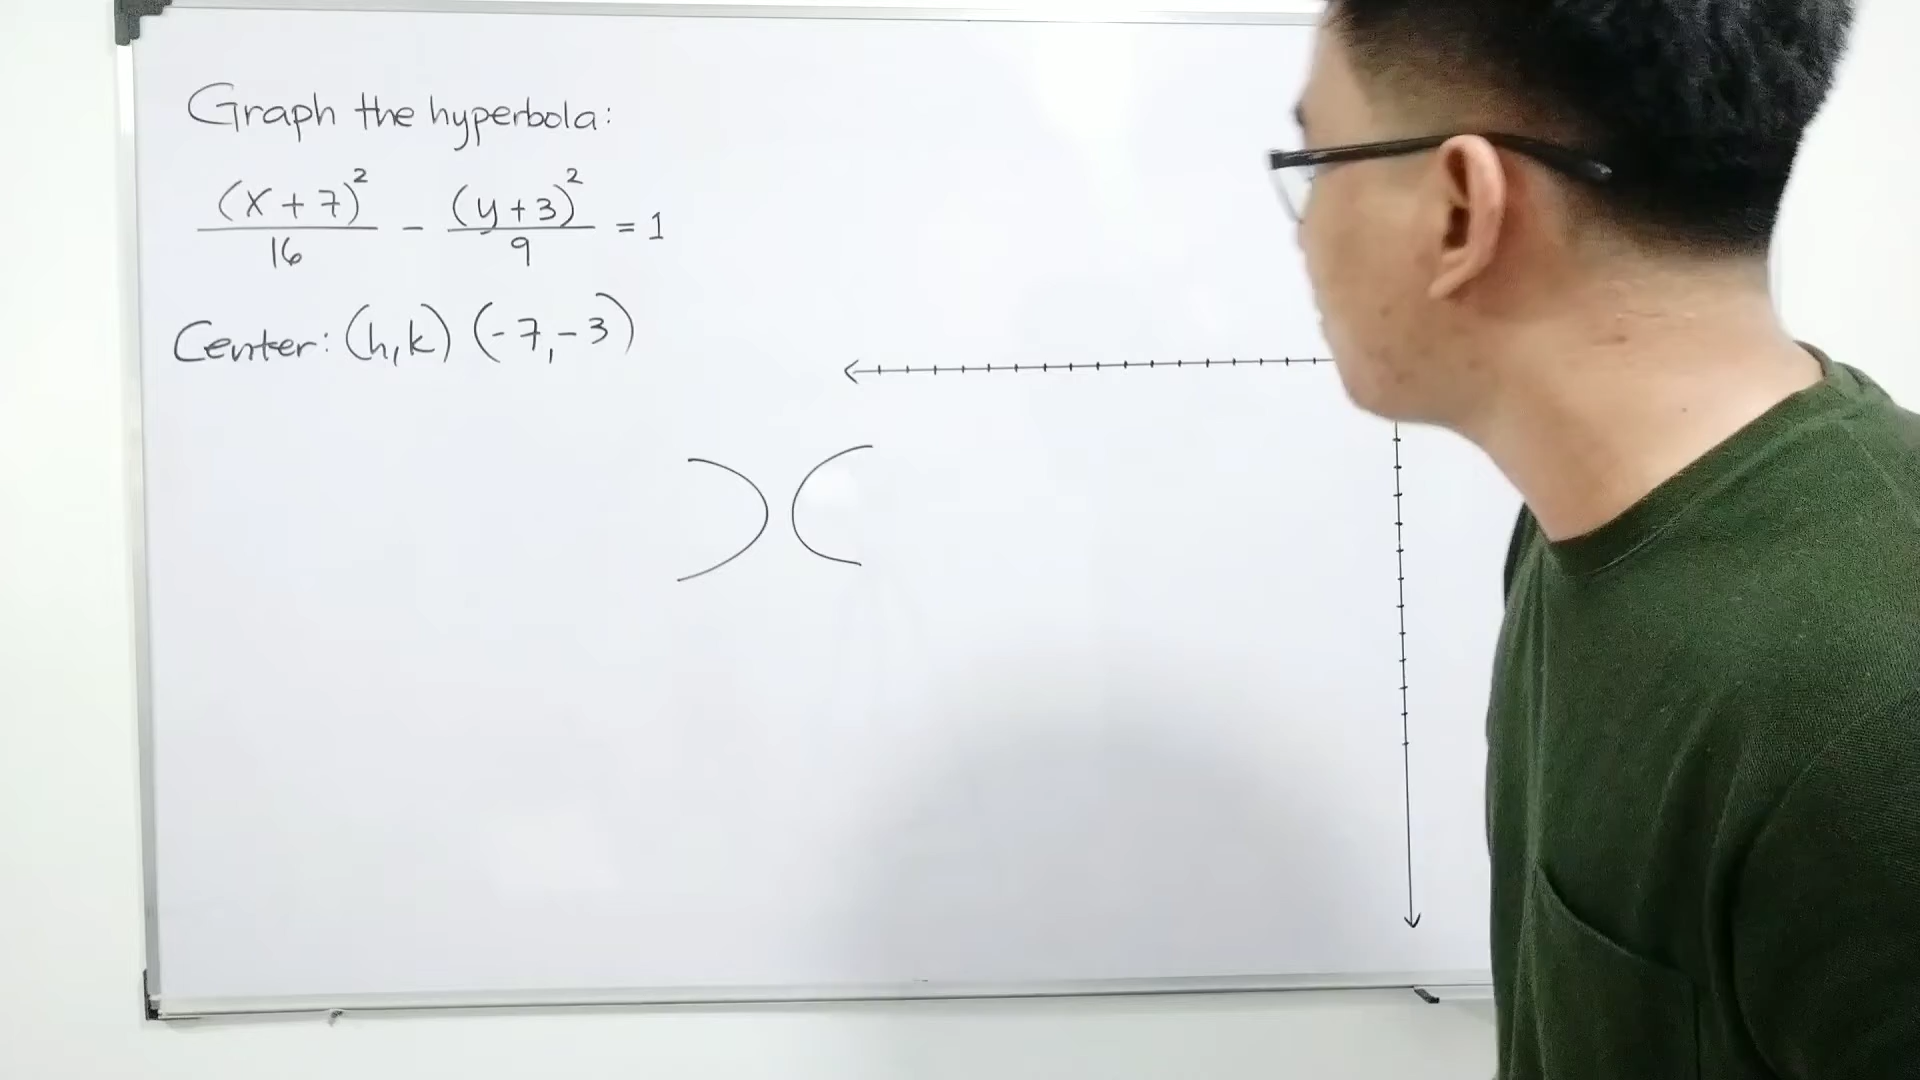 Graph the hyperbola:
(x + 7)² / 16 - (y + 3)² / 9 = 1
Center: (h,k) (-7,-3)